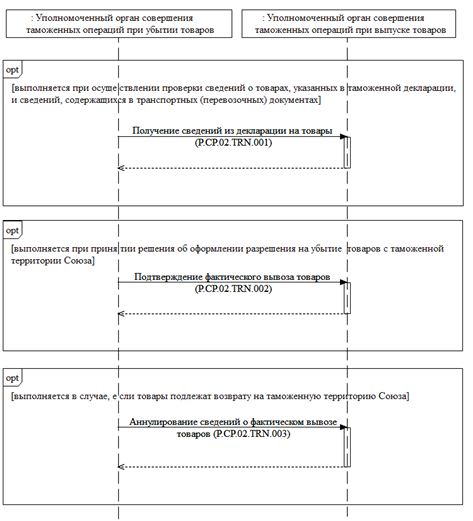 : Уполномоченный орган совершения
таможенных операций при убытии товаров
: Уполномоченный орган совершения
таможенных операций при выпуске товаров
opt
[выполняется при осуществлении проверки сведений о товарах, указанных в таможенной декларации,
и сведений, содержащихся в транспортных (перевозочных) документах]
Получение сведений из декларации на товары
(P.CP.02.TRN.001)
opt
[выполняется при принятии решения об оформлении разрешения на убытие товаров с таможенной
территории Союза]
Подтверждение фактического вывоза товаров
(P.CP.02.TRN.002)
opt
[выполняется в случае, если товары подлежат возврату на таможенную территорию Союза]
Аннулирование сведений о фактическом вывозе
товаров (P.CP.02.TRN.003)